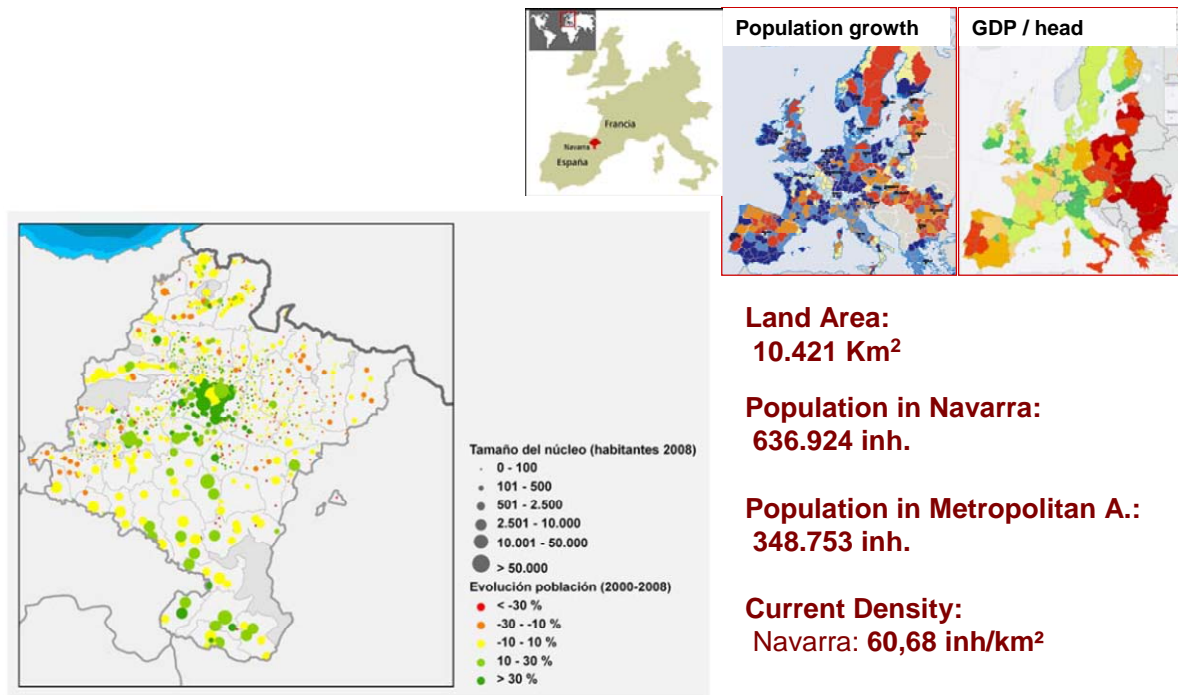 Population growth
GDP / head
Francia
Navarra
España
Land Area:
10.421 Km²
Population in Navarra:
636.924 inh.
Population in Metropolitan A.:
348.753 inh.
Current Density:
Navarra: 60,68 inh/km²
Tamaño del núcleo (habitantes 2008)
0 - 100
101 - 500
501 - 2.500
2.501 - 10.000
10.001 - 50.000
> 50.000
Evolución población (2000-2008)
< -30 %
-30 - -10 %
-10 - 10 %
10 - 30 %
> 30 %